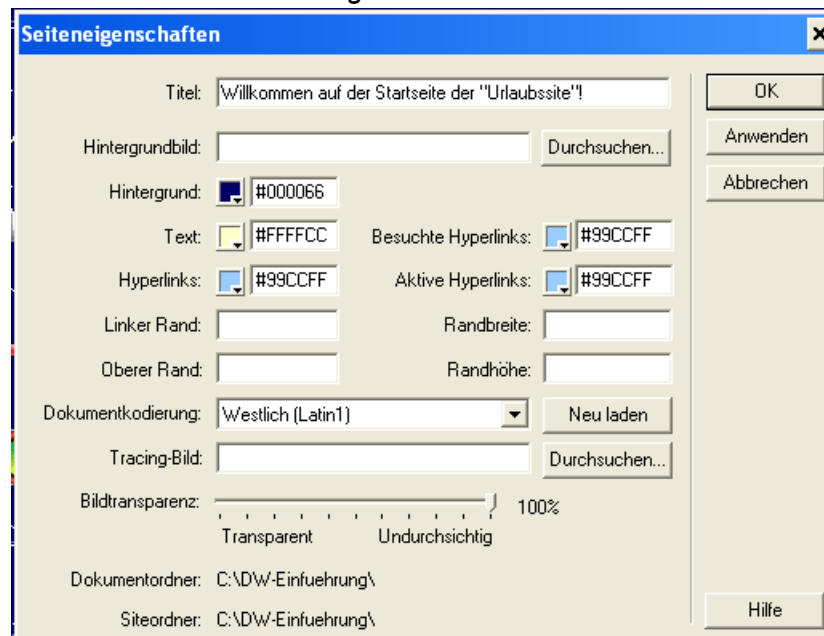 Seiteneigenschaften
Titel: Willkommen auf der Startseite der "Urlaubssite"! OK
Hintergrundbild: Durchsuchen... Anwenden
Hintergrund: #000066 Abbrechen
Text: #FFFFCC Besuchte Hyperlinks: #99CCFF
Hyperlinks: #99CCFF Aktive Hyperlinks: #99CCFF
Linker Rand: Randbreite:
Oberer Rand: Randhöhe:
Dokumentkodierung: Westlich (Latin1) Neu laden
Tracing-Bild: Durchsuchen...
Bildtransparenz: 100%
Transparent Undurchsichtig
Dokumentordner: C:\DW-Einfuehrung\
Siteordner: C:\DW-Einfuehrung\ Hilfe